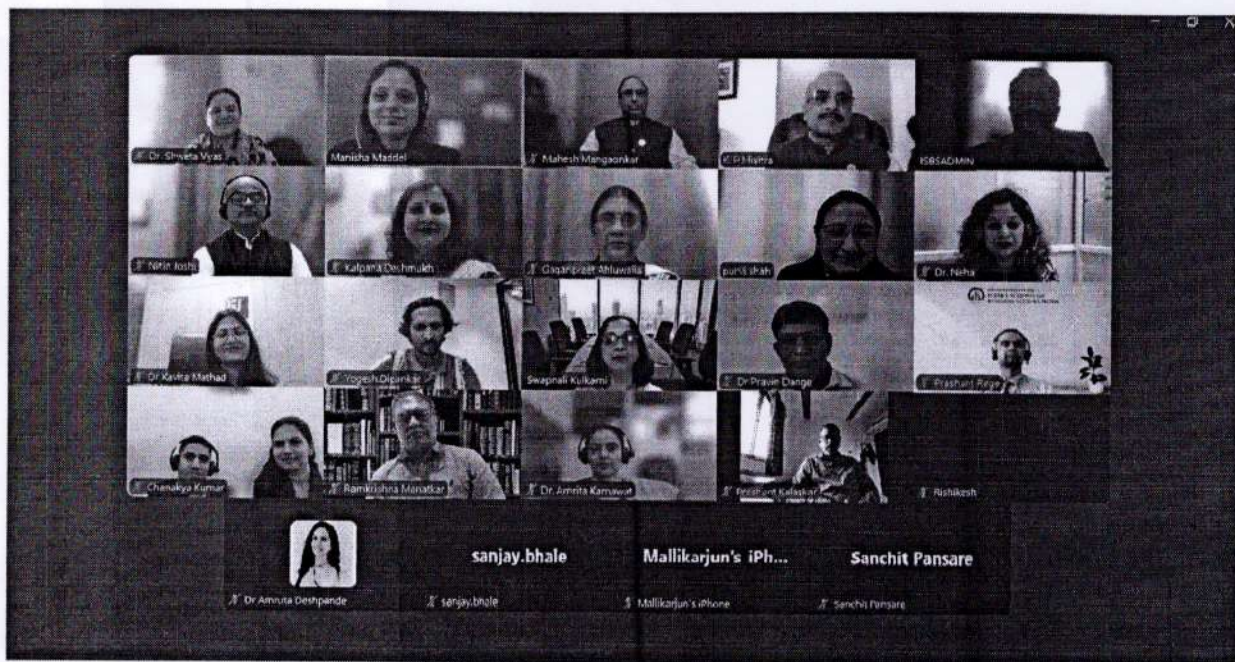 Dr. Shweta Vyas
Manisha Maddel
Mahesh Mangaonkar
ISBSADMIN
Nitin Joshi
Kalpana Deshmukh
Gaganpreet Ahluwalia
purvi shah
Dr. Neha
Dr Kavita Mathad
Yogesh Dipankar
Swapnali Kulkarni
Dr Pravin Dange
Prashant Rege
Chanakya Kumar
Ramkrishna Manatkar
Dr. Amrita Karnawat
Prashant Kalaskar
Rishikesh
sanjay.bhale
Mallikarjun's iPh...
Sanchit Pansare
Dr Amruta Deshpande
sanjay.bhale
Mallikarjun's iPhone
Sanchit Pansare